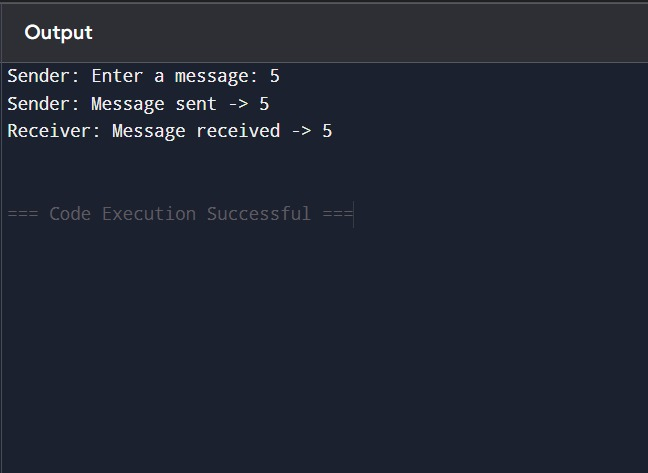 Output
Sender: Enter a message: 5
Sender: Message sent -> 5
Receiver: Message received -> 5
=== Code Execution Successful ===